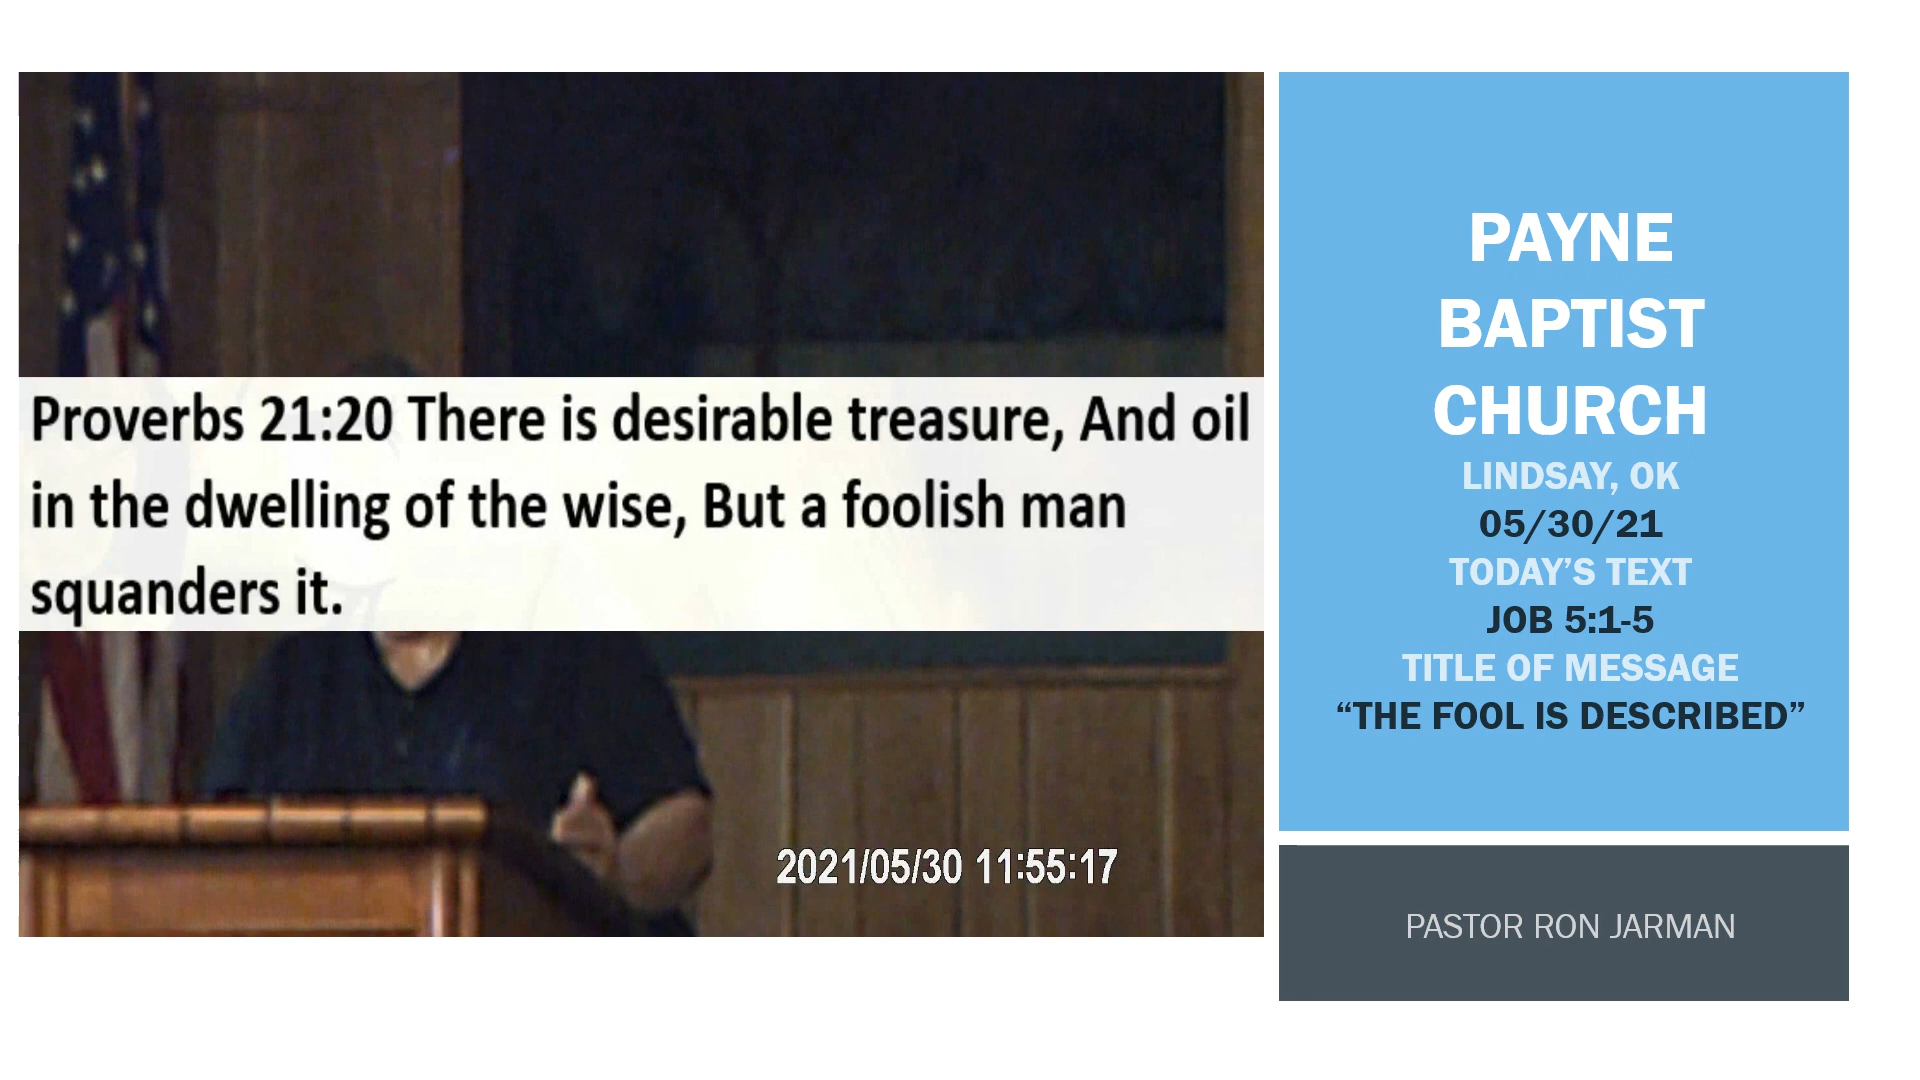 Proverbs 21:20 There is desirable treasure, And oil
in the dwelling of the wise, But a foolish man
squanders it.
2021/05/30 11:55:17
PAYNE
BAPTIST
CHURCH
LINDSAY, OK
05/30/21
TODAY’S TEXT
JOB 5:1-5
TITLE OF MESSAGE
“THE FOOL IS DESCRIBED”
PASTOR RON JARMAN